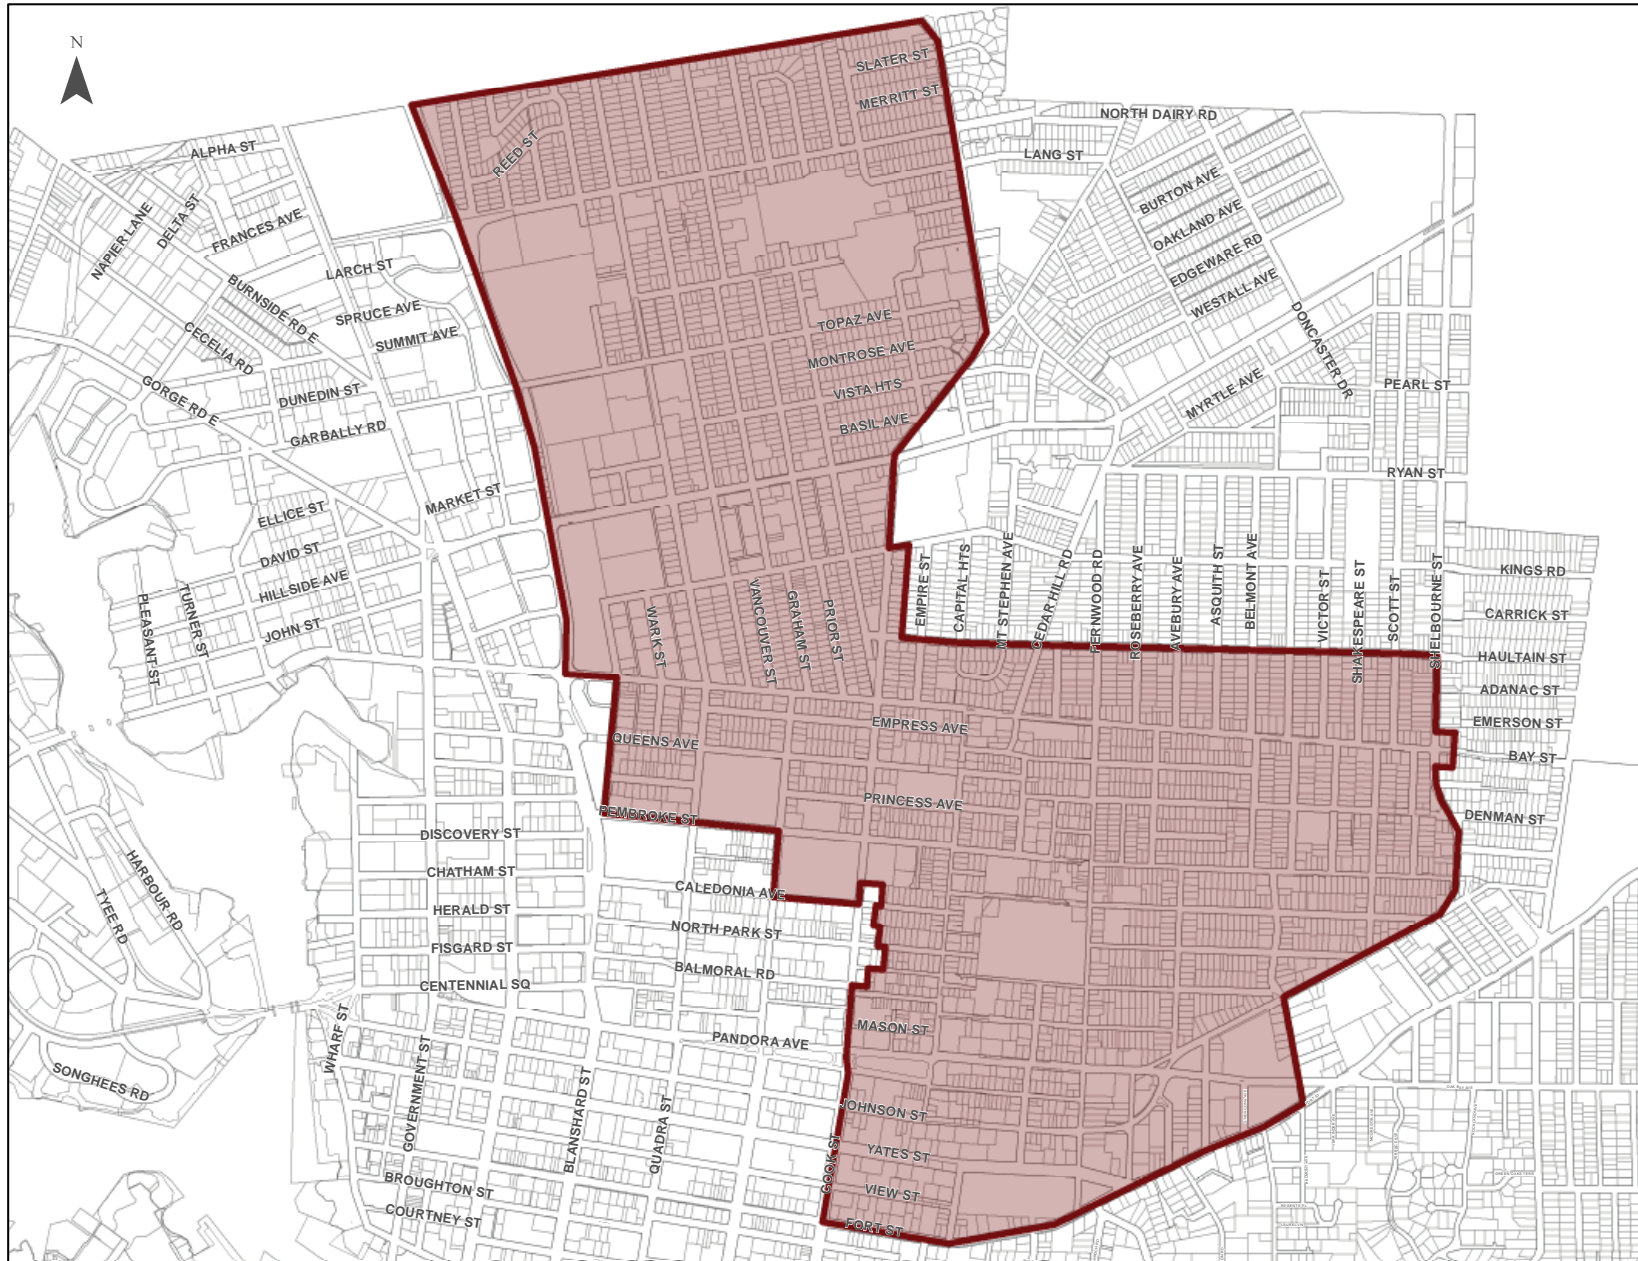 N
SLATER ST
MERRITT ST
NORTH DAIRY RD
REED ST
ALPHA ST
LANG ST
BURTON AVE
NAPIER LANE
DELTA ST
FRANCES AVE
OAKLAND AVE
EDGEWARE RD
LARCH ST
BURNSIDE RD E
WESTALL AVE
SPRUCE AVE
TOPAZ AVE
SUMMIT AVE
CECELIA RD
MONTROSE AVE
DONCASTER DR
VISTA HTS
PEARL ST
GORGE RD E
DUNEDIN ST
MYRTLE AVE
BASIL AVE
GARBALLY RD
RYAN ST
MARKET ST
ELLICE ST
DAVID ST
HILLSIDE AVE
PLEASANT ST
TURNER ST
JOHN ST
WARK ST
VANCOUVER ST
GRAHAM ST
PRIOR ST
EMPIRE ST
CAPITAL HTS
MT STEPHEN AVE
CEDAR HILL RD
FERNWOOD RD
ROSEBERRY AVE
AVEBURY AVE
ASQUITH ST
BELMONT AVE
VICTOR ST
SHAKESPEARE ST
SCOTT ST
SHELBOURNE ST
KINGS RD
CARRICK ST
HAULTAIN ST
ADANAC ST
EMERSON ST
EMPRESS AVE
QUEENS AVE
BAY ST
PRINCESS AVE
PEMBROKE ST
DENMAN ST
DISCOVERY ST
CHATHAM ST
HARBOUR RD
TYEE RD
CALEDONIA AVE
HERALD ST
NORTH PARK ST
FISGARD ST
BALMORAL RD
CENTENNIAL SQ
MASON ST
PANDORA AVE
WHARF ST
GOVERNMENT ST
SONGHEES RD
BLANSHARD ST
QUADRA ST
JOHNSON ST
COOK ST
YATES ST
BROUGHTON ST
VIEW ST
COURTNEY ST
FORT ST